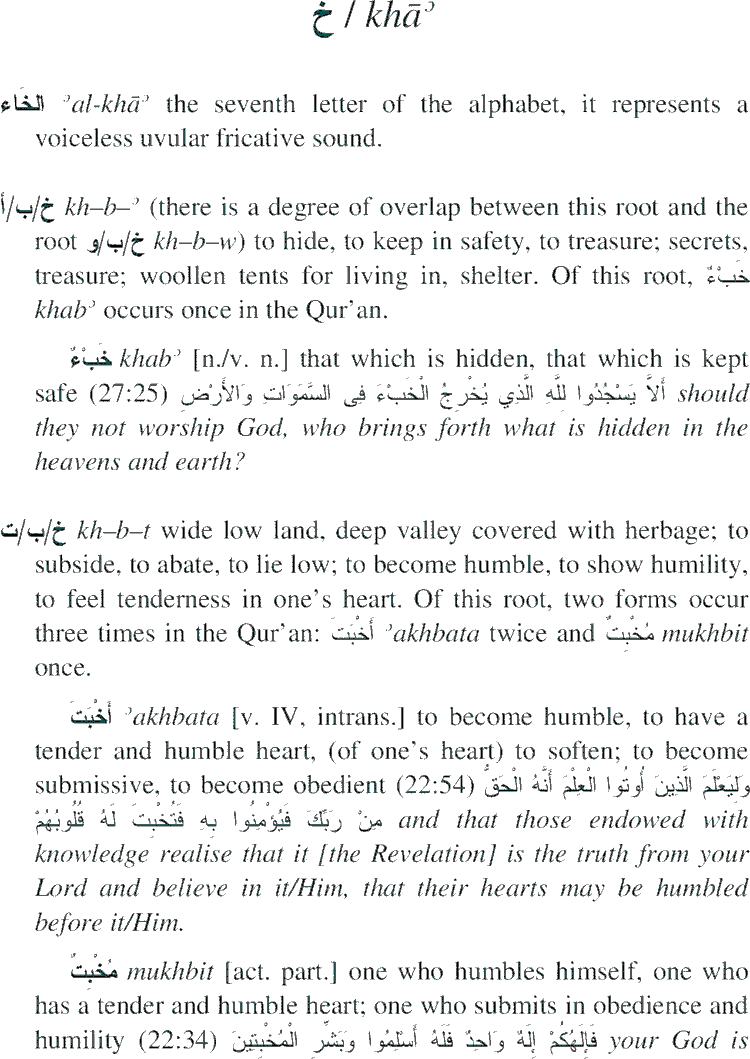 خ / khāʾ
الخَاء ʾal-khāʾ the seventh letter of the alphabet, it represents a
voiceless uvular fricative sound.
خ/ب/أ kh–b–ʾ (there is a degree of overlap between this root and the
root خ/ب/و kh–b–w) to hide, to keep in safety, to treasure; secrets,
treasure; woollen tents for living in, shelter. Of this root, خَبْءٌ
khabʾ occurs once in the Qur’an.
خَبْءٌ khabʾ [n./v. n.] that which is hidden, that which is kept
safe (27:25) أَلاَّ يَسْجُدُوا لِلَّهِ الَّذِي يُخْرِجُ الْخَبْءَ فِى السَّمَوَاتِ وَالأَرْضِ should
they not worship God, who brings forth what is hidden in the
heavens and earth?
خ/ب/ت kh–b–t wide low land, deep valley covered with herbage; to
subside, to abate, to lie low; to become humble, to show humility,
to feel tenderness in one’s heart. Of this root, two forms occur
three times in the Qur’an: أَخْبَتَ ʾakhbata twice and مُخْبِتٌ mukhbit
once.
أَخْبَتَ ʾakhbata [v. IV, intrans.] to become humble, to have a
tender and humble heart, (of one’s heart) to soften; to become
submissive, to become obedient (22:54) وَلِيَعْلَمَ الَّذِينَ أُوتُوا الْعِلْمَ أَنَّهُ الْحَقُّ
مِنْ رَبِّكَ فَيُؤْمِنُوا بِهِ فَتُخْبِتَ لَهُ قُلُوبُهُمْ and that those endowed with
knowledge realise that it [the Revelation] is the truth from your
Lord and believe in it/Him, that their hearts may be humbled
before it/Him.
مُخْبِتٌ mukhbit [act. part.] one who humbles himself, one who
has a tender and humble heart; one who submits in obedience and
humility (22:34) فَإِلَهُكُمْ إِلَهٌ وَاحِدٌ فَلَهُ أَسْلِمُوا وَبَشِّرِ الْمُخْبِتِينَ your God is